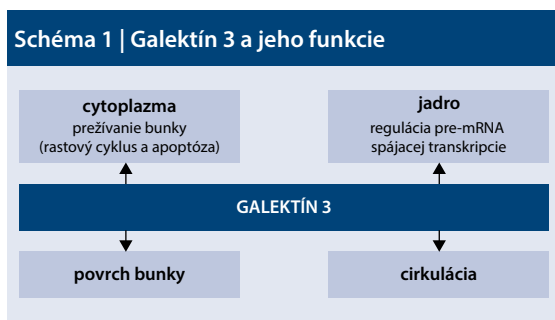 Schéma 1 | Galektín 3 a jeho funkcie
cytoplazma
prežívanie bunky
(rastový cyklus a apoptóza)
jadro
regulácia pre-mRNA
spájacej transkripcie
GALEKTÍN 3
povrch bunky
cirkulácia